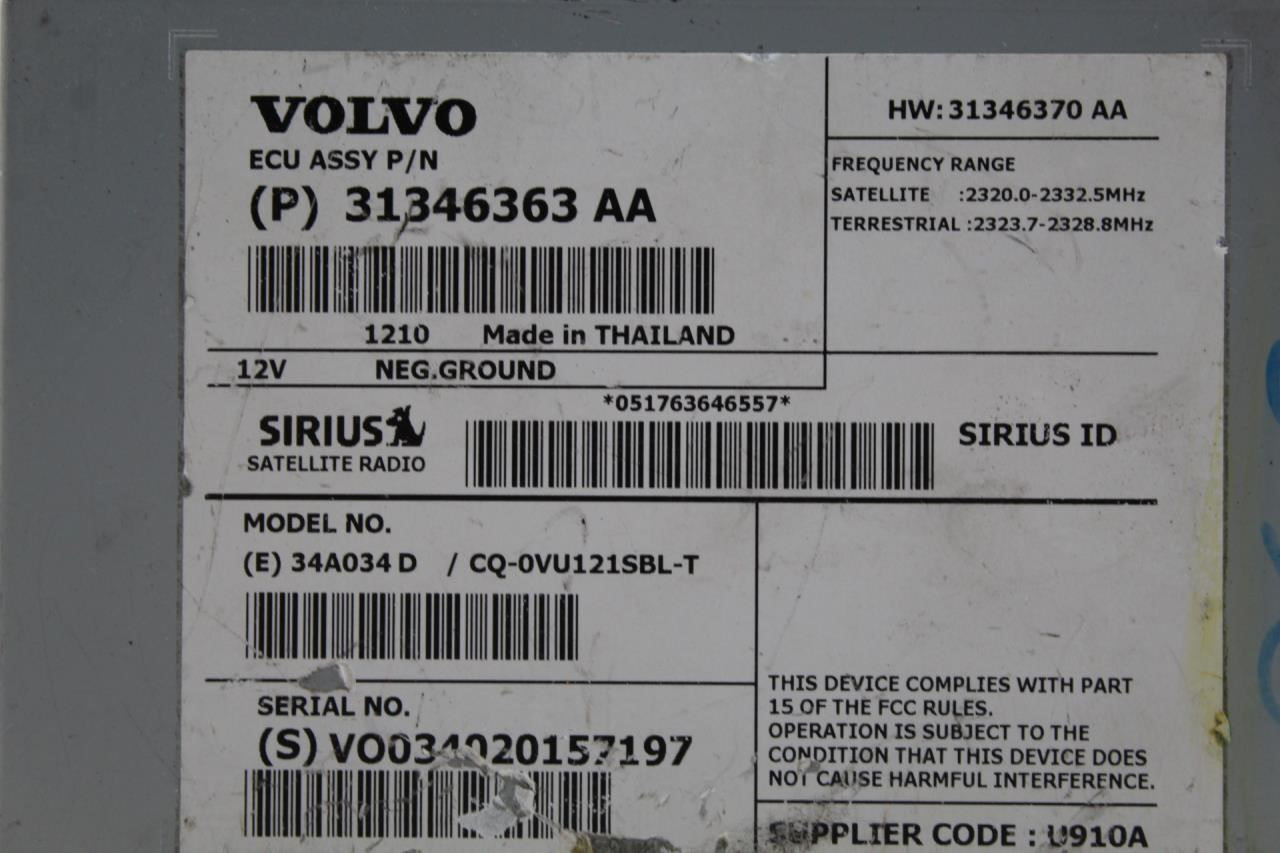 VOLVO
ECU ASSY P/N
(P) 31346363 AA
1210 Made in THAILAND
12V NEG.GROUND
HW: 31346370 AA
FREQUENCY RANGE
SATELLITE :2320.0-2332.5MHz
TERRESTRIAL :2323.7-2328.8MHz
*051763646557*
SIRIUS
SATELLITE RADIO
SIRIUS ID
MODEL NO.
(E) 34A034 D / CQ-0VU121SBL-T
SERIAL NO.
(S) VO034020157197
THIS DEVICE COMPLIES WITH PART
15 OF THE FCC RULES.
OPERATION IS SUBJECT TO THE
CONDITION THAT THIS DEVICE DOES
NOT CAUSE HARMFUL INTERFERENCE.
SUPPLIER CODE : U910A